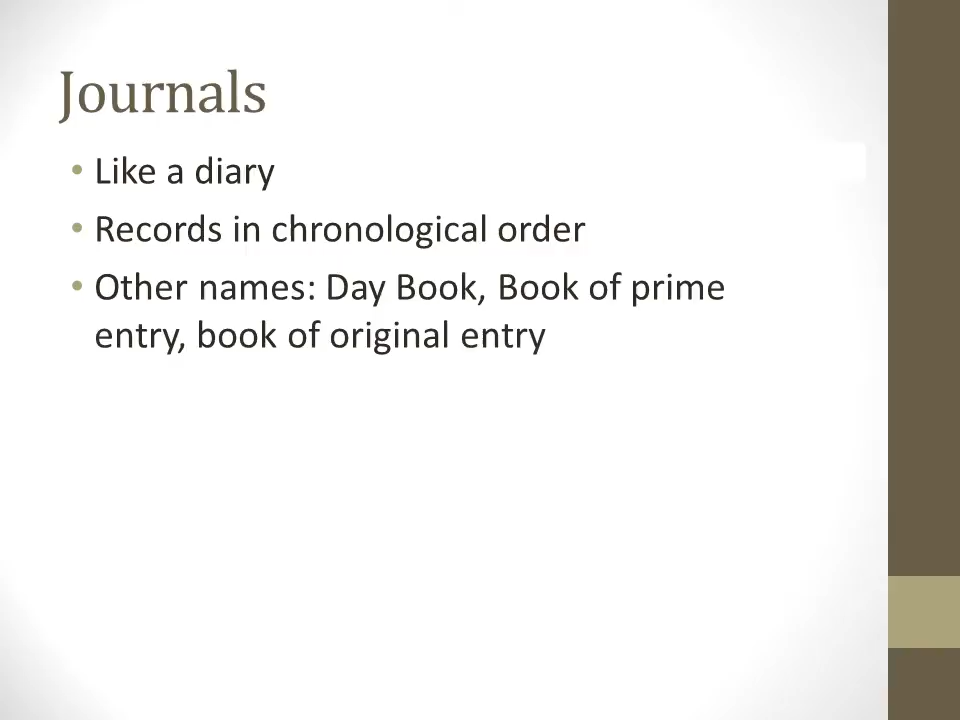 Journals
• Like a diary
• Records in chronological order
• Other names: Day Book, Book of prime
entry, book of original entry